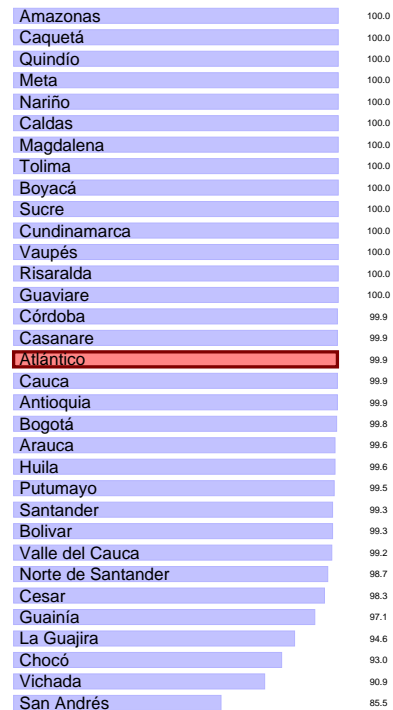 Amazonas 100.0
Caquetá 100.0
Quindío 100.0
Meta 100.0
Nariño 100.0
Caldas 100.0
Magdalena 100.0
Tolima 100.0
Boyacá 100.0
Sucre 100.0
Cundinamarca 100.0
Vaupés 100.0
Risaralda 100.0
Guaviare 100.0
Córdoba 99.9
Casanare 99.9
Atlántico 99.9
Cauca 99.9
Antioquia 99.9
Bogotá 99.8
Arauca 99.6
Huila 99.6
Putumayo 99.5
Santander 99.3
Bolivar 99.3
Valle del Cauca 99.2
Norte de Santander 98.7
Cesar 98.3
Guainía 97.1
La Guajira 94.6
Chocó 93.0
Vichada 90.9
San Andrés 85.5